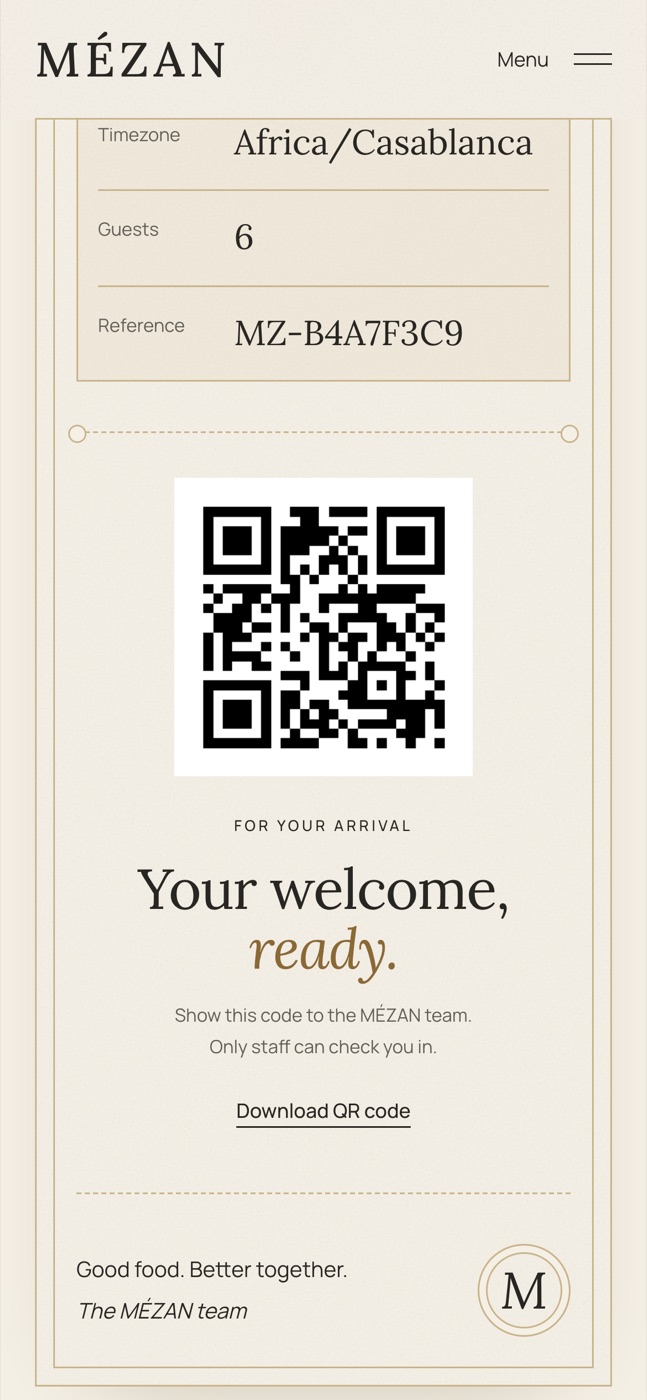 MÉZAN
Menu
Timezone
Africa/Casablanca
Guests
6
Reference
MZ-B4A7F3C9
FOR YOUR ARRIVAL
Your welcome,
ready.
Show this code to the MÉZAN team.
Only staff can check you in.
Download QR code
Good food. Better together.
The MÉZAN team
M